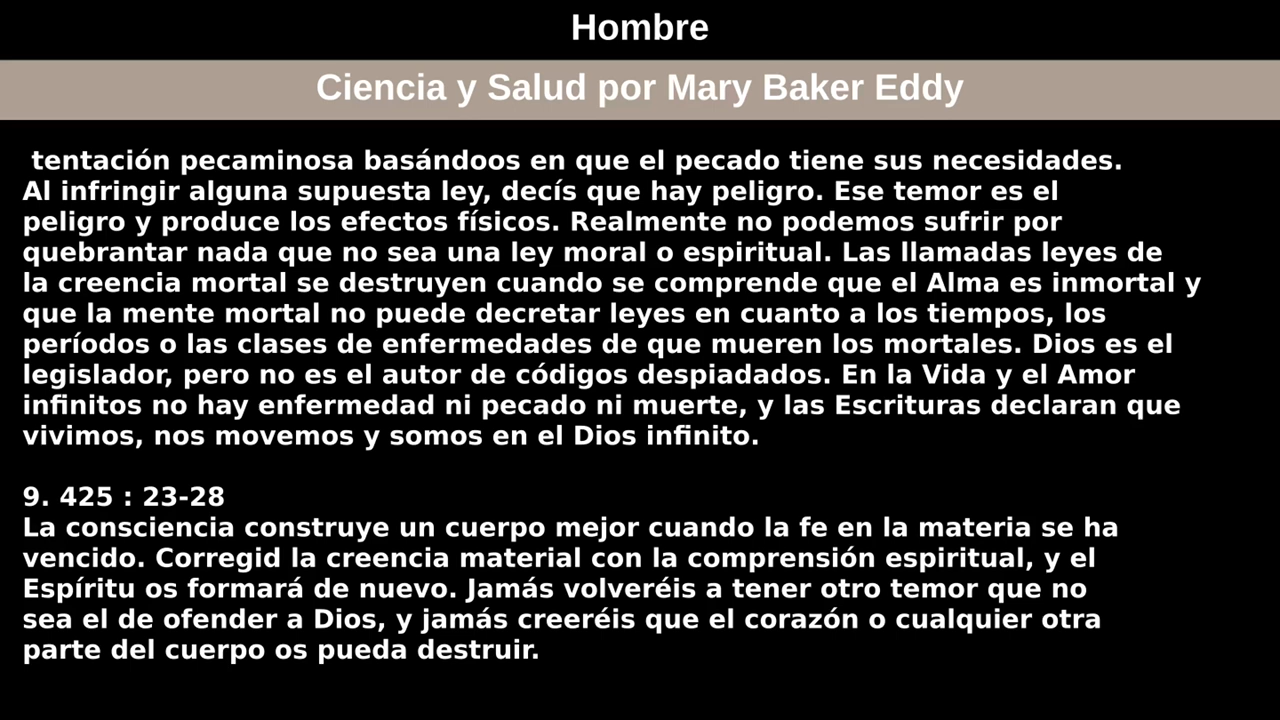 Hombre
Ciencia y Salud por Mary Baker Eddy
tentación pecaminosa basándoos en que el pecado tiene sus necesidades.
Al infringir alguna supuesta ley, decís que hay peligro. Ese temor es el
peligro y produce los efectos físicos. Realmente no podemos sufrir por
quebrantar nada que no sea una ley moral o espiritual. Las llamadas leyes de
la creencia mortal se destruyen cuando se comprende que el Alma es inmortal y
que la mente mortal no puede decretar leyes en cuanto a los tiempos, los
períodos o las clases de enfermedades de que mueren los mortales. Dios es el
legislador, pero no es el autor de códigos despiadados. En la Vida y el Amor
infinitos no hay enfermedad ni pecado ni muerte, y las Escrituras declaran que
vivimos, nos movemos y somos en el Dios infinito.
9. 425 : 23-28
La consciencia construye un cuerpo mejor cuando la fe en la materia se ha
vencido. Corregid la creencia material con la comprensión espiritual, y el
Espíritu os formará de nuevo. Jamás volveréis a tener otro temor que no
sea el de ofender a Dios, y jamás creeréis que el corazón o cualquier otra
parte del cuerpo os pueda destruir.